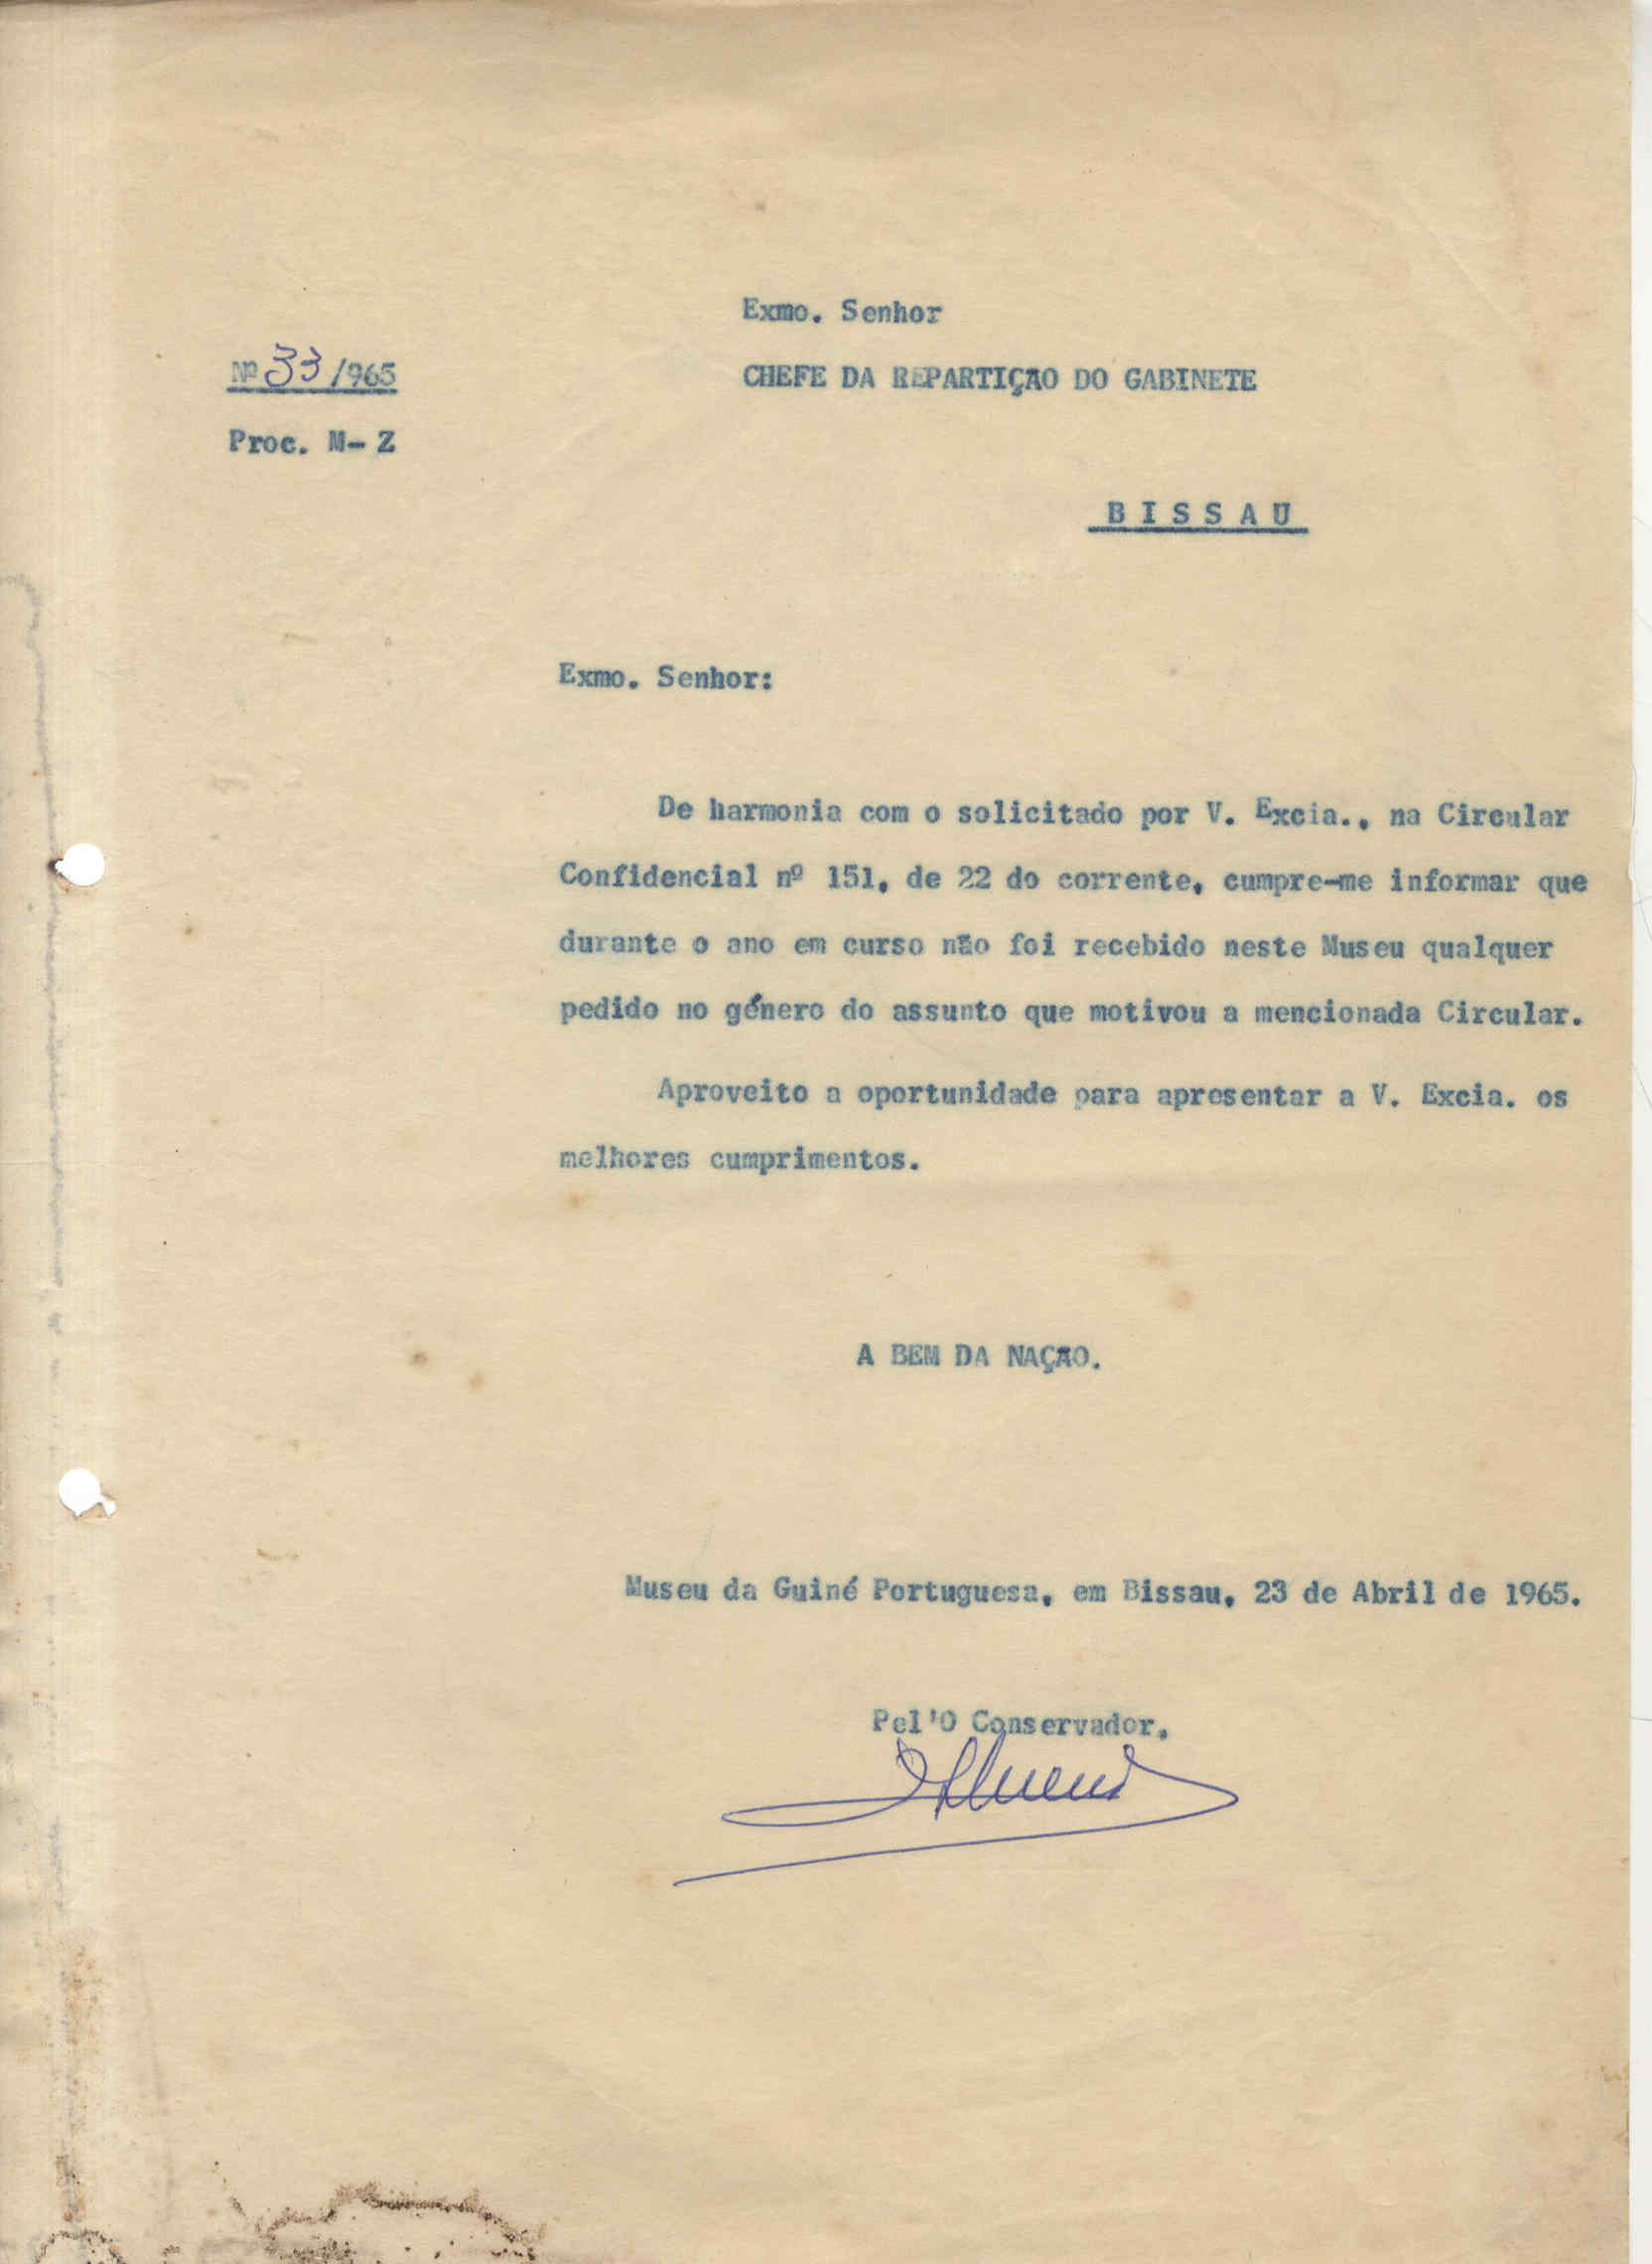 Exmo. Senhor
Nº 33/965
CHEFE DA REPARTIÇÃO DO GABINETE
Proc. M- Z
B I S S A U
Exmo. Senhor:
De harmonia com o solicitado por V. Excia., na Circular
Confidencial nº 151, de 22 do corrente, cumpre-me informar que
durante o ano em curso não foi recebido neste Museu qualquer
pedido no género do assunto que motivou a mencionada Circular.
Aproveito a oportunidade para apresentar a V. Excia. os
melhores cumprimentos.
A BEM DA NAÇÃO.
Museu da Guiné Portuguesa, em Bissau, 23 de Abril de 1965.
Pel'O Conservador,